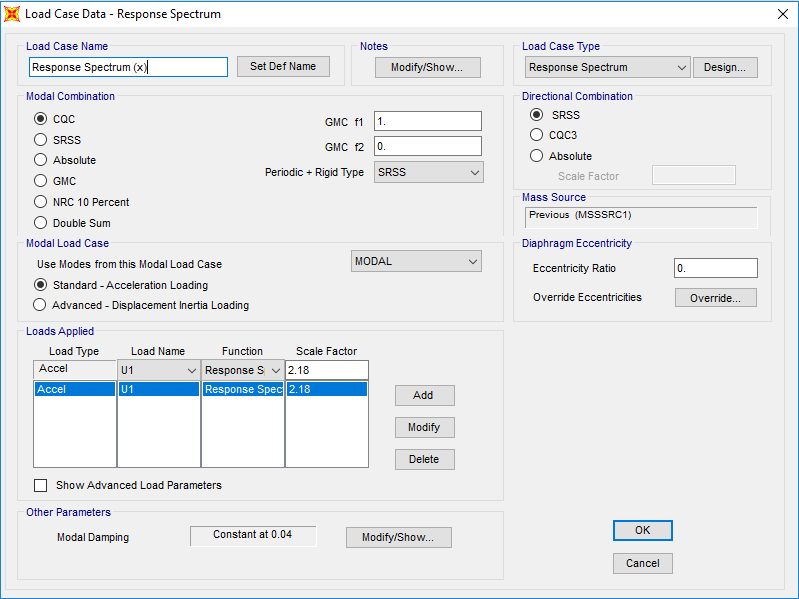 Load Case Data - Response Spectrum
Load Case Name
Response Spectrum (x)
Set Def Name
Notes
Modify/Show...
Load Case Type
Response Spectrum
Design...
Modal Combination
CQC
SRSS
Absolute
GMC
NRC 10 Percent
Double Sum
GMC f1
1.
GMC f2
0.
Periodic + Rigid Type
SRSS
Directional Combination
SRSS
CQC3
Absolute
Scale Factor
Mass Source
Previous (MSSSRC1)
Modal Load Case
Use Modes from this Modal Load Case
MODAL
Standard - Acceleration Loading
Advanced - Displacement Inertia Loading
Diaphragm Eccentricity
Eccentricity Ratio
0.
Override Eccentricities
Override...
Loads Applied
Load Type Load Name Function Scale Factor
Accel U1 Response S 2.18
Accel U1 Response Spec 2.18
Add
Modify
Delete
Show Advanced Load Parameters
Other Parameters
Modal Damping
Constant at 0.04
Modify/Show...
OK
Cancel